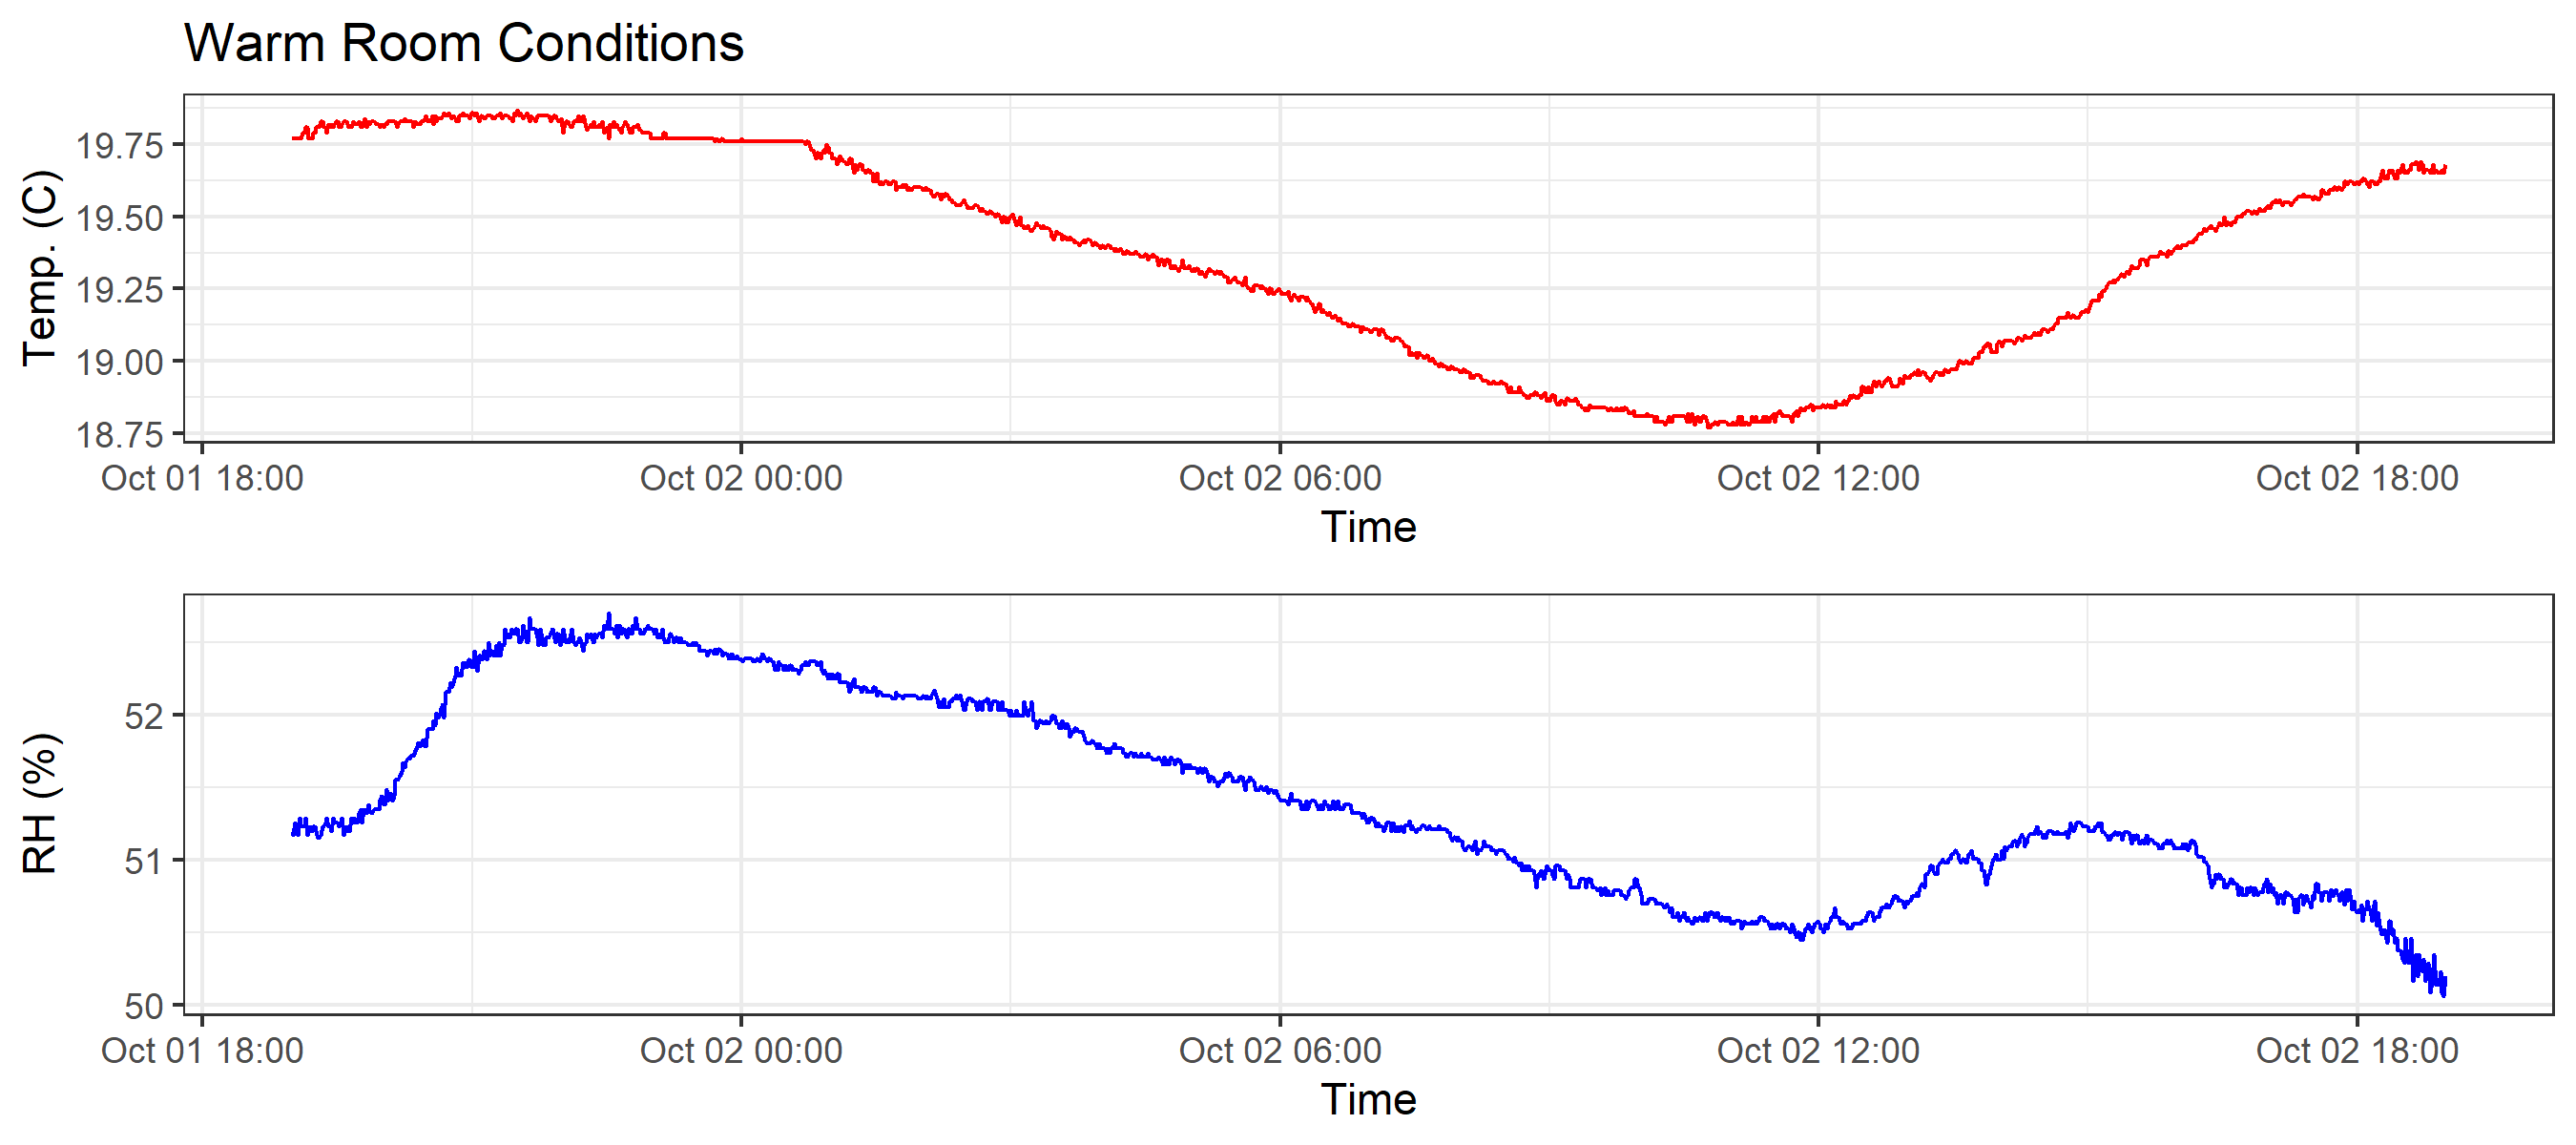 Warm Room Conditions
Temp. (C)
19.75
19.50
19.25
19.00
18.75
Oct 01 18:00 Oct 02 00:00 Oct 02 06:00 Oct 02 12:00 Oct 02 18:00
Time
RH (%)
52
51
50
Oct 01 18:00 Oct 02 00:00 Oct 02 06:00 Oct 02 12:00 Oct 02 18:00
Time